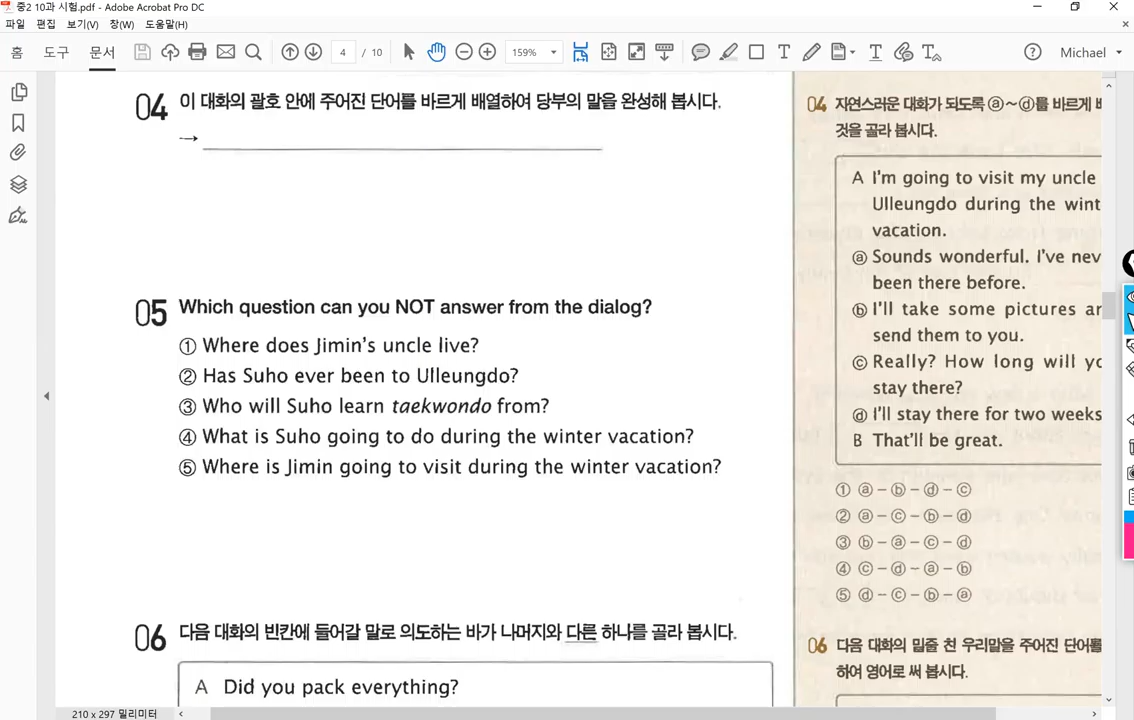 중2 10과 시험.pdf - Adobe Acrobat Pro DC
파일 편집 보기(V) 창(W) 도움말(H)
홈 도구 문서 4 / 10 159% Michael
04 이 대화의 괄호 안에 주어진 단어를 바르게 배열하여 당부의 말을 완성해 봅시다.
→
05 Which question can you NOT answer from the dialog?
① Where does Jimin's uncle live?
② Has Suho ever been to Ulleungdo?
③ Who will Suho learn taekwondo from?
④ What is Suho going to do during the winter vacation?
⑤ Where is Jimin going to visit during the winter vacation?
06 다음 대화의 빈칸에 들어갈 말로 의도하는 바가 나머지와 다른 하나를 골라 봅시다.
A Did you pack everything?
04 자연스러운 대화가 되도록 ⓐ~ⓓ를 바르게
것을 골라 봅시다.
A I'm going to visit my uncle
Ulleungdo during the
vacation.
ⓐ Sounds wonderful. I've
been there before.
ⓑ I'll take some pictures
send them to you.
ⓒ Really? How long will
stay there?
ⓓ I'll stay there for two weeks
B That'll be great.
① ⓐ – ⓑ – ⓓ – ⓒ
② ⓐ – ⓒ – ⓑ – ⓓ
③ ⓑ – ⓐ – ⓒ – ⓓ
④ ⓒ – ⓓ – ⓐ – ⓑ
⑤ ⓓ – ⓒ – ⓑ – ⓐ
06 다음 대화의 밑줄 친 우리말을 주어진 단어를
하여 영어로 써 봅시다.
210 x 297 밀리미터